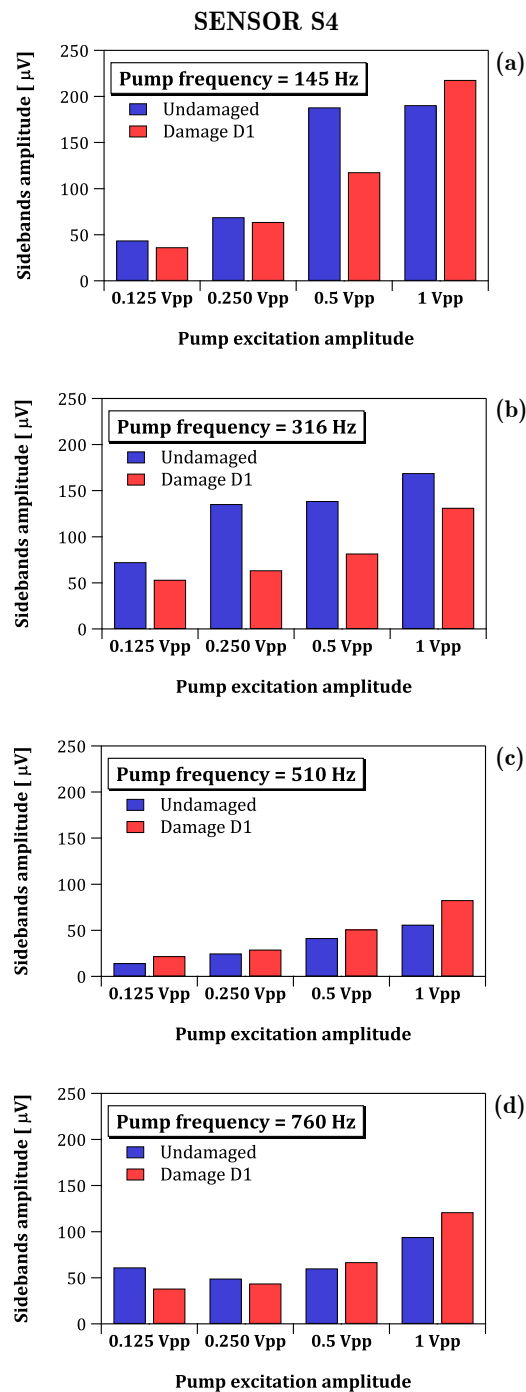 SENSOR S4
(a)
Sidebands amplitude [ μV]
250
200
150
100
50
0
Pump frequency = 145 Hz
Undamaged
Damage D1
0.125 Vpp 0.250 Vpp 0.5 Vpp 1 Vpp
Pump excitation amplitude
(b)
Sidebands amplitude [ μV]
250
200
150
100
50
0
Pump frequency = 316 Hz
Undamaged
Damage D1
0.125 Vpp 0.250 Vpp 0.5 Vpp 1 Vpp
Pump excitation amplitude
(c)
Sidebands amplitude [ μV]
250
200
150
100
50
0
Pump frequency = 510 Hz
Undamaged
Damage D1
0.125 Vpp 0.250 Vpp 0.5 Vpp 1 Vpp
Pump excitation amplitude
(d)
Sidebands amplitude [ μV]
250
200
150
100
50
0
Pump frequency = 760 Hz
Undamaged
Damage D1
0.125 Vpp 0.250 Vpp 0.5 Vpp 1 Vpp
Pump excitation amplitude